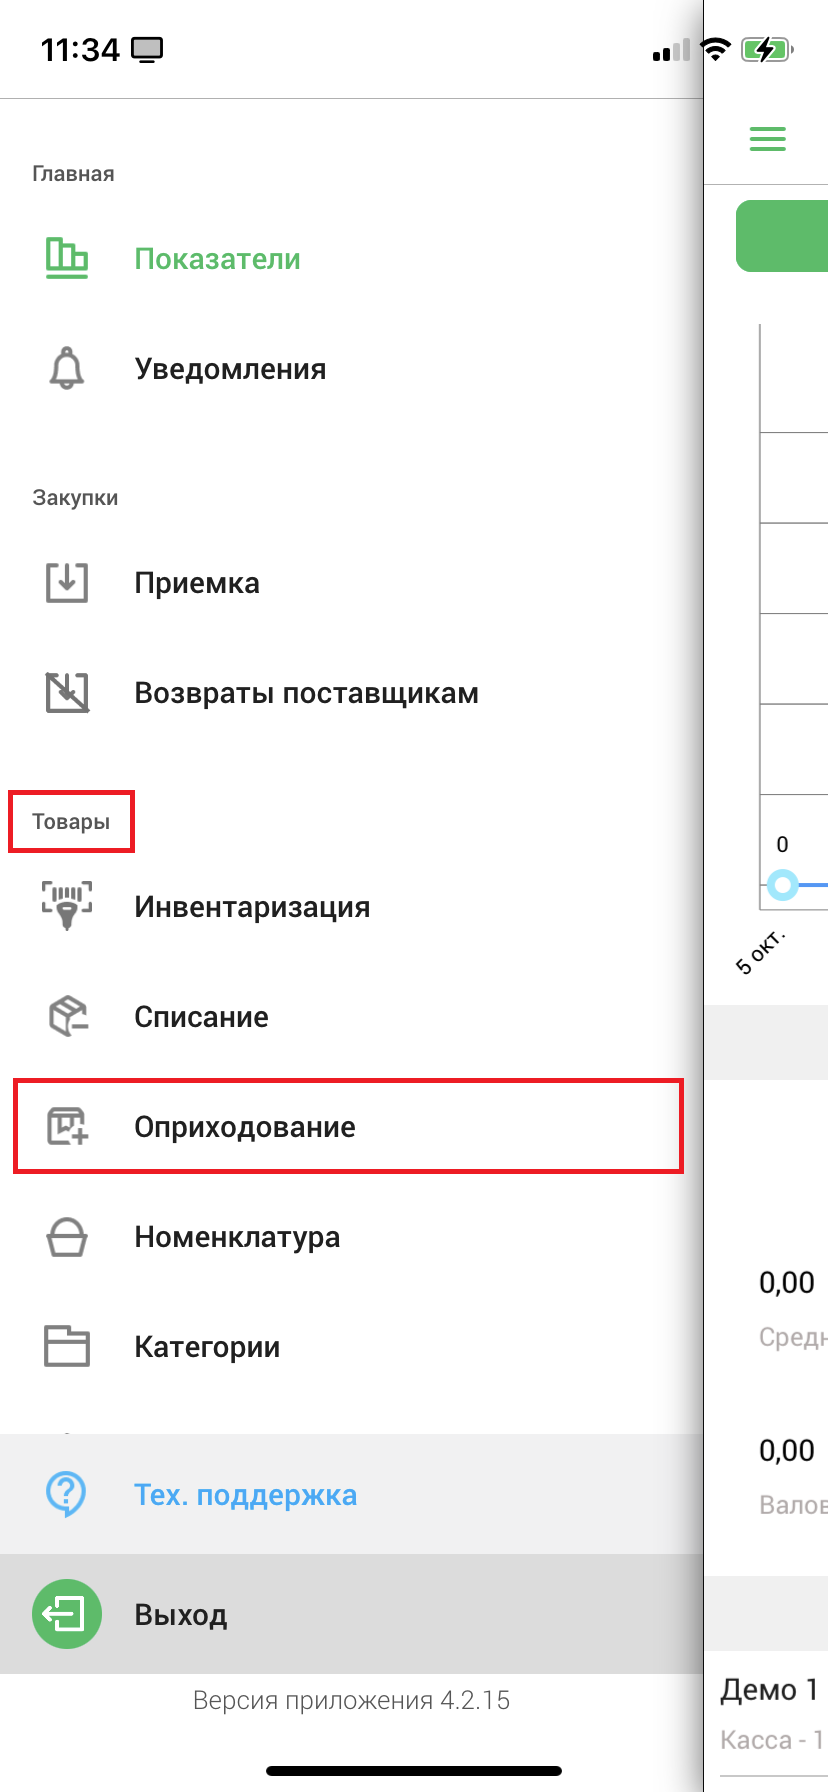 11:34
Главная
Показатели
Уведомления
Закупки
Приемка
Возвраты поставщикам
Товары
Инвентаризация
Списание
Оприходование
Номенклатура
Категории
Тех. поддержка
Выход
Версия приложения 4.2.15
0
5 окт.
0,00
Средн
0,00
Валов
Демо 1
Касса - 1